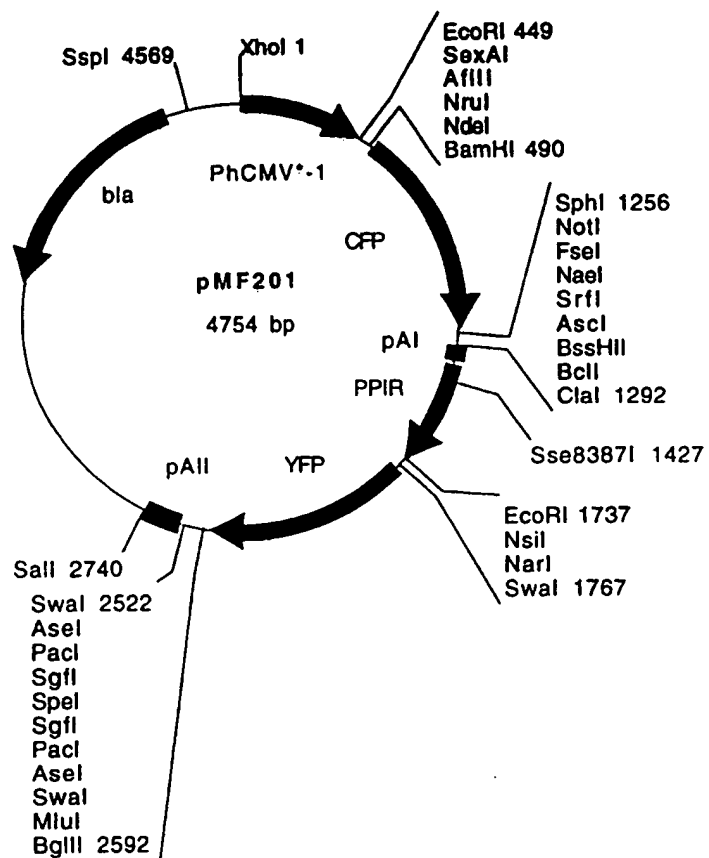 SspI 4569
XhoI 1
EcoRI 449
SexAI
AflII
NruI
NdeI
BamHI 490
PhCMV*-1
bla
CFP
SphI 1256
NotI
FseI
NaeI
SrfI
AscI
BssHII
BclI
ClaI 1292
pMF201
4754 bp
pAI
PPIR
Sse8387I 1427
YFP
pAII
EcoRI 1737
NsiI
NarI
SwaI 1767
SalI 2740
SwaI 2522
AseI
PacI
SgfI
SpeI
SgfI
PacI
AseI
SwaI
MluI
BglII 2592